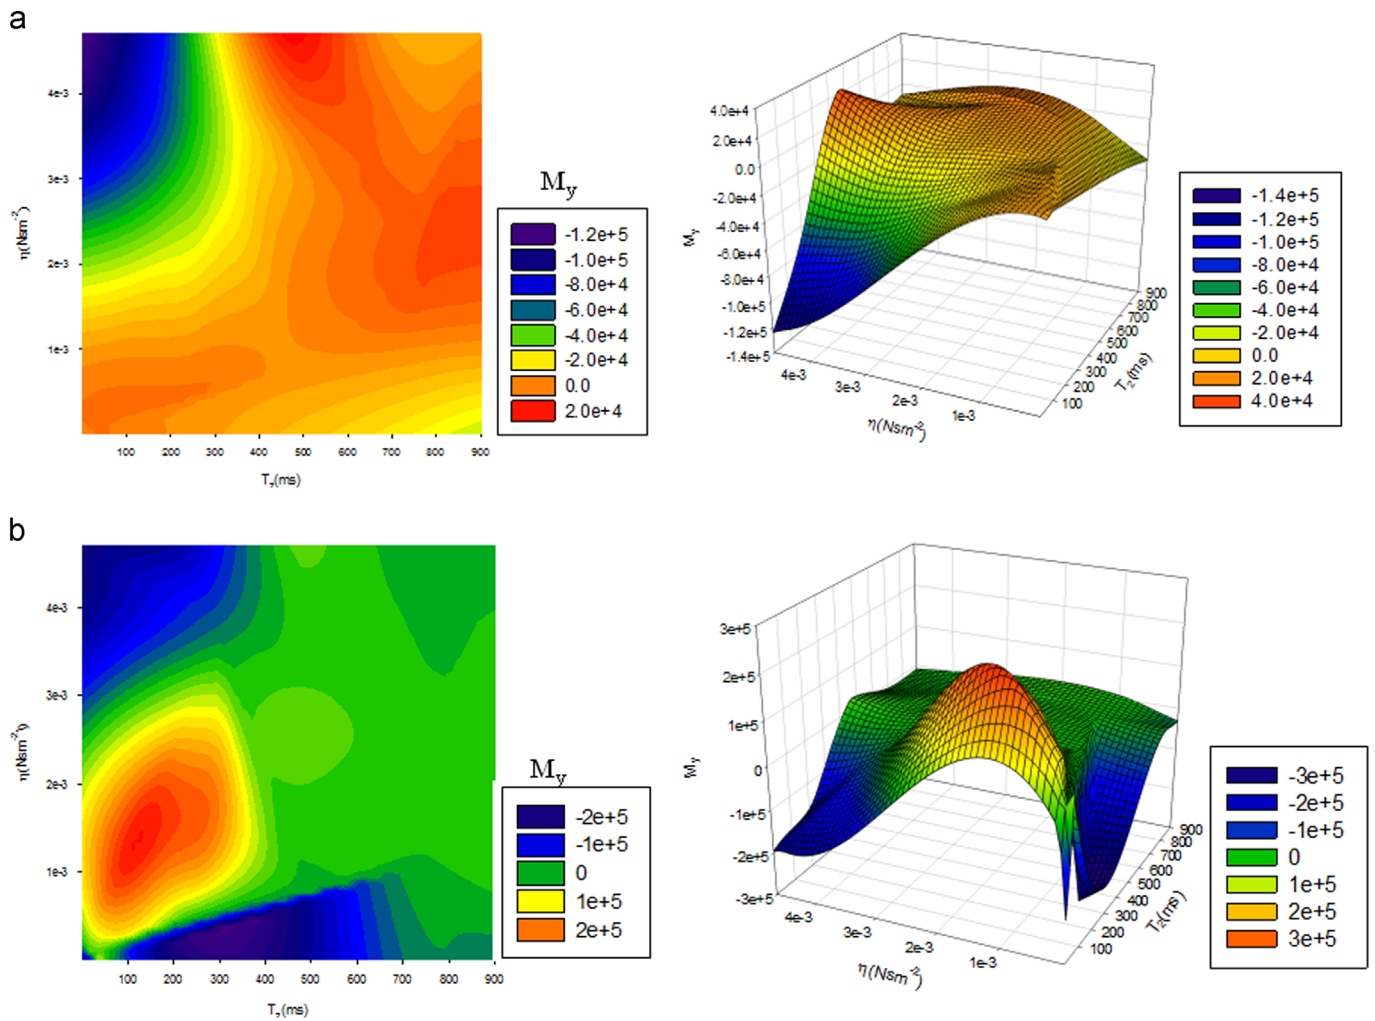 a
4e-3
3e-3
2e-3
1e-3
η(Nsm⁻²)
100 200 300 400 500 600 700 800 900
T₂(ms)
My
-1.2e+5
-1.0e+5
-8.0e+4
-6.0e+4
-4.0e+4
-2.0e+4
0.0
2.0e+4
4.0e+4
2.0e+4
0.0
-2.0e+4
-4.0e+4
-6.0e+4
-8.0e+4
-1.0e+5
-1.2e+5
-1.4e+5
My
4e-3
3e-3
2e-3
1e-3
η(Nsm⁻²)
100
200
300
400
500
600
700
800
900
T₂(ms)
-1.4e+5
-1.2e+5
-1.0e+5
-8.0e+4
-6.0e+4
-4.0e+4
-2.0e+4
0.0
2.0e+4
4.0e+4
b
4e-3
3e-3
2e-3
1e-3
η(Nsm⁻²)
100 200 300 400 500 600 700 800 900
T₂(ms)
My
-2e+5
-1e+5
0
1e+5
2e+5
3e+5
2e+5
1e+5
0
-1e+5
-2e+5
-3e+5
My
4e-3
3e-3
2e-3
1e-3
η(Nsm⁻²)
100
200
300
400
500
600
700
800
900
T₂(ms)
-3e+5
-2e+5
-1e+5
0
1e+5
2e+5
3e+5